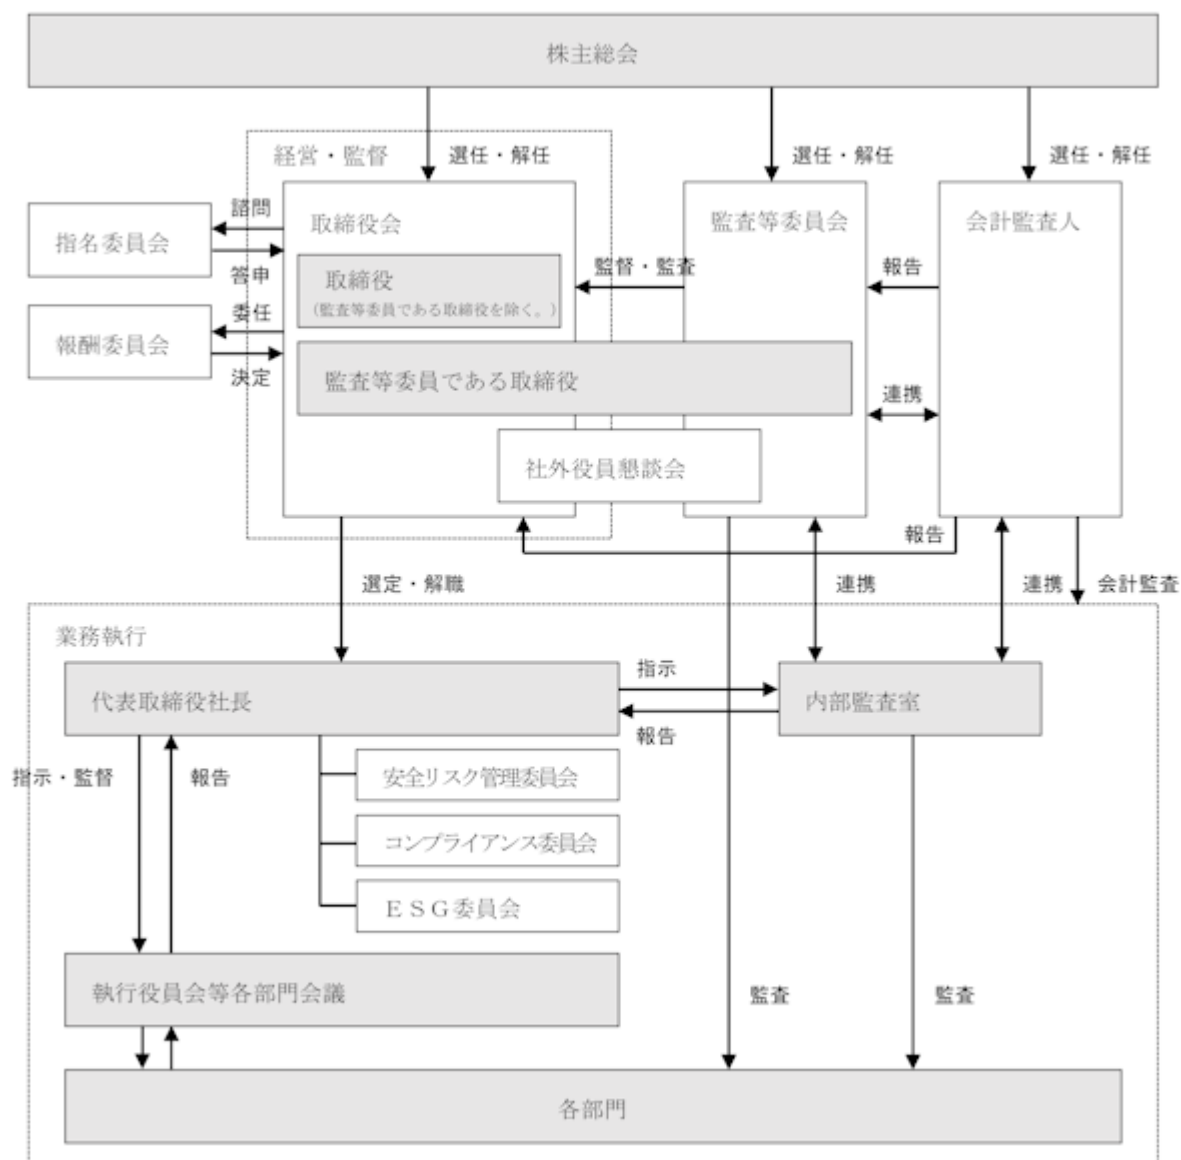 株主総会
経営・監督
選任・解任
選任・解任
選任・解任
指名委員会
諮問
答申
取締役会
監査等委員会
会計監査人
取締役
（監査等委員である取締役を除く。）
監督・監査
報告
報酬委員会
委任
決定
監査等委員である取締役
連携
社外役員懇談会
報告
選定・解職
連携
連携
会計監査
業務執行
代表取締役社長
指示
報告
内部監査室
指示・監督
報告
安全リスク管理委員会
コンプライアンス委員会
ＥＳＧ委員会
執行役員会等各部門会議
監査
監査
各部門